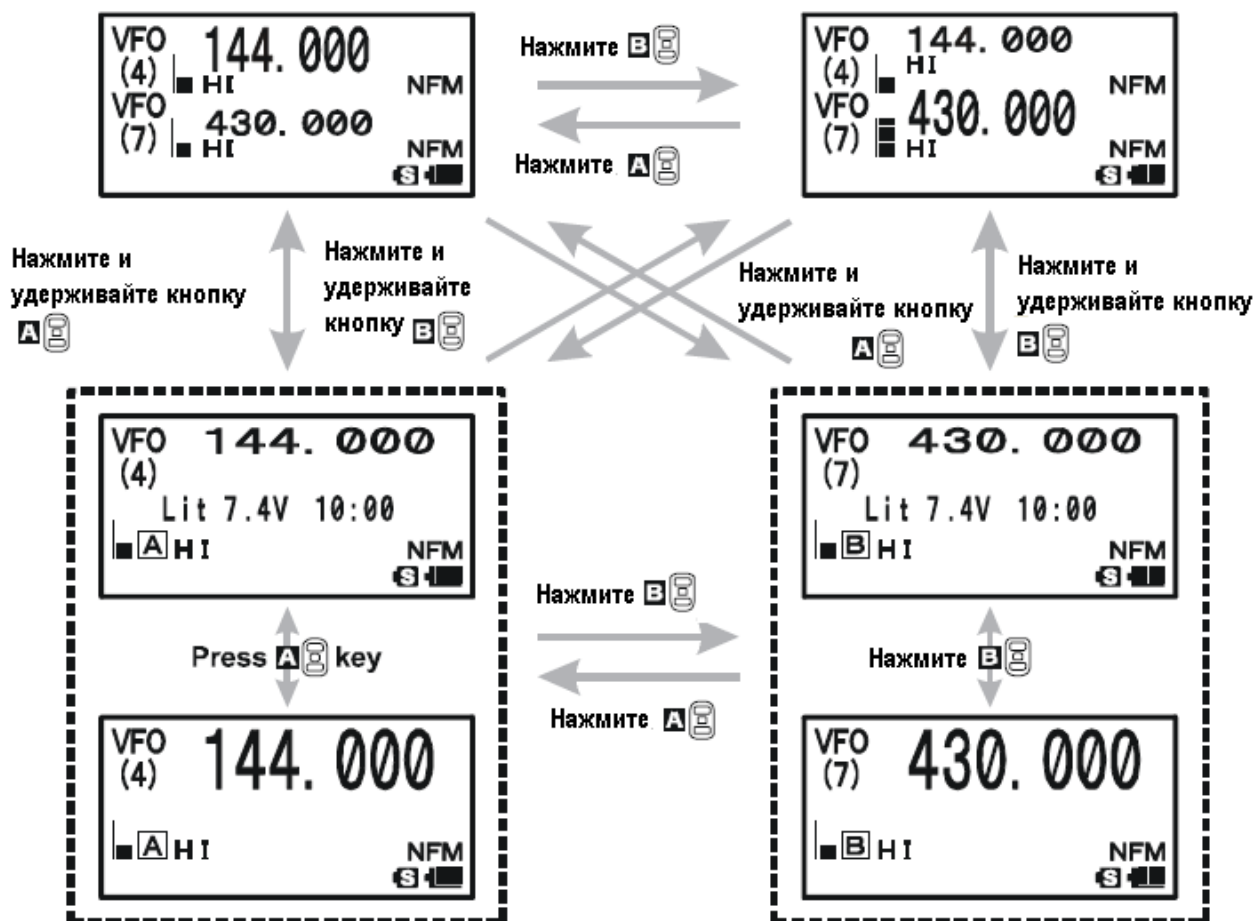 VFO 144.000
(4) HI NFM
VFO 430.000
(7) HI NFM
S
Нажмите B
Нажмите A
VFO 144.000
(4) HI NFM
VFO 430.000
(7) HI NFM
S
Нажмите и
удерживайте кнопку
A
Нажмите и
удерживайте
кнопку B
Нажмите и
удерживайте кнопку
A
Нажмите и
удерживайте кнопку
B
VFO 144.000
(4)
Lit 7.4V 10:00
A HI NFM
S
Press A key
VFO 144.000
(4)
A HI NFM
S
Нажмите B
Нажмите A
VFO 430.000
(7)
Lit 7.4V 10:00
B HI NFM
S
Нажмите B
VFO 430.000
(7)
B HI NFM
S